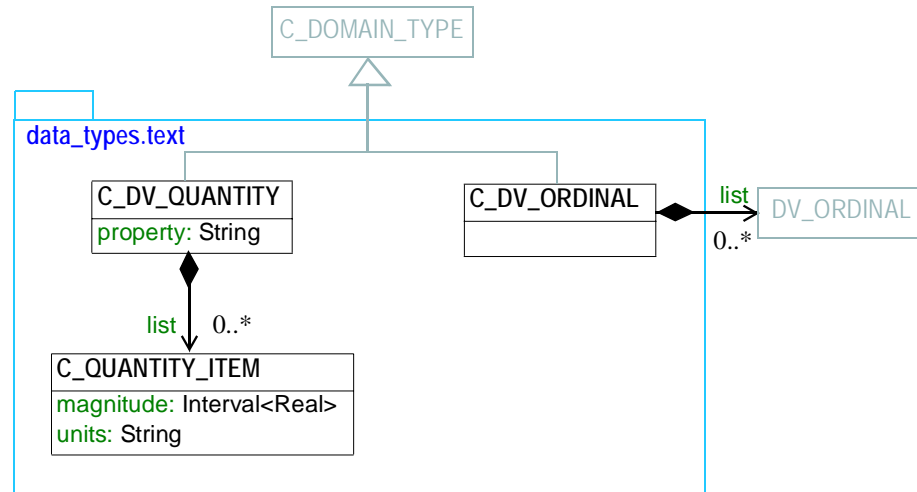 C_DOMAIN_TYPE
data_types.text
C_DV_QUANTITY
property: String
C_DV_ORDINAL
list
0..*
DV_ORDINAL
list 0..*
C_QUANTITY_ITEM
magnitude: Interval<Real>
units: String